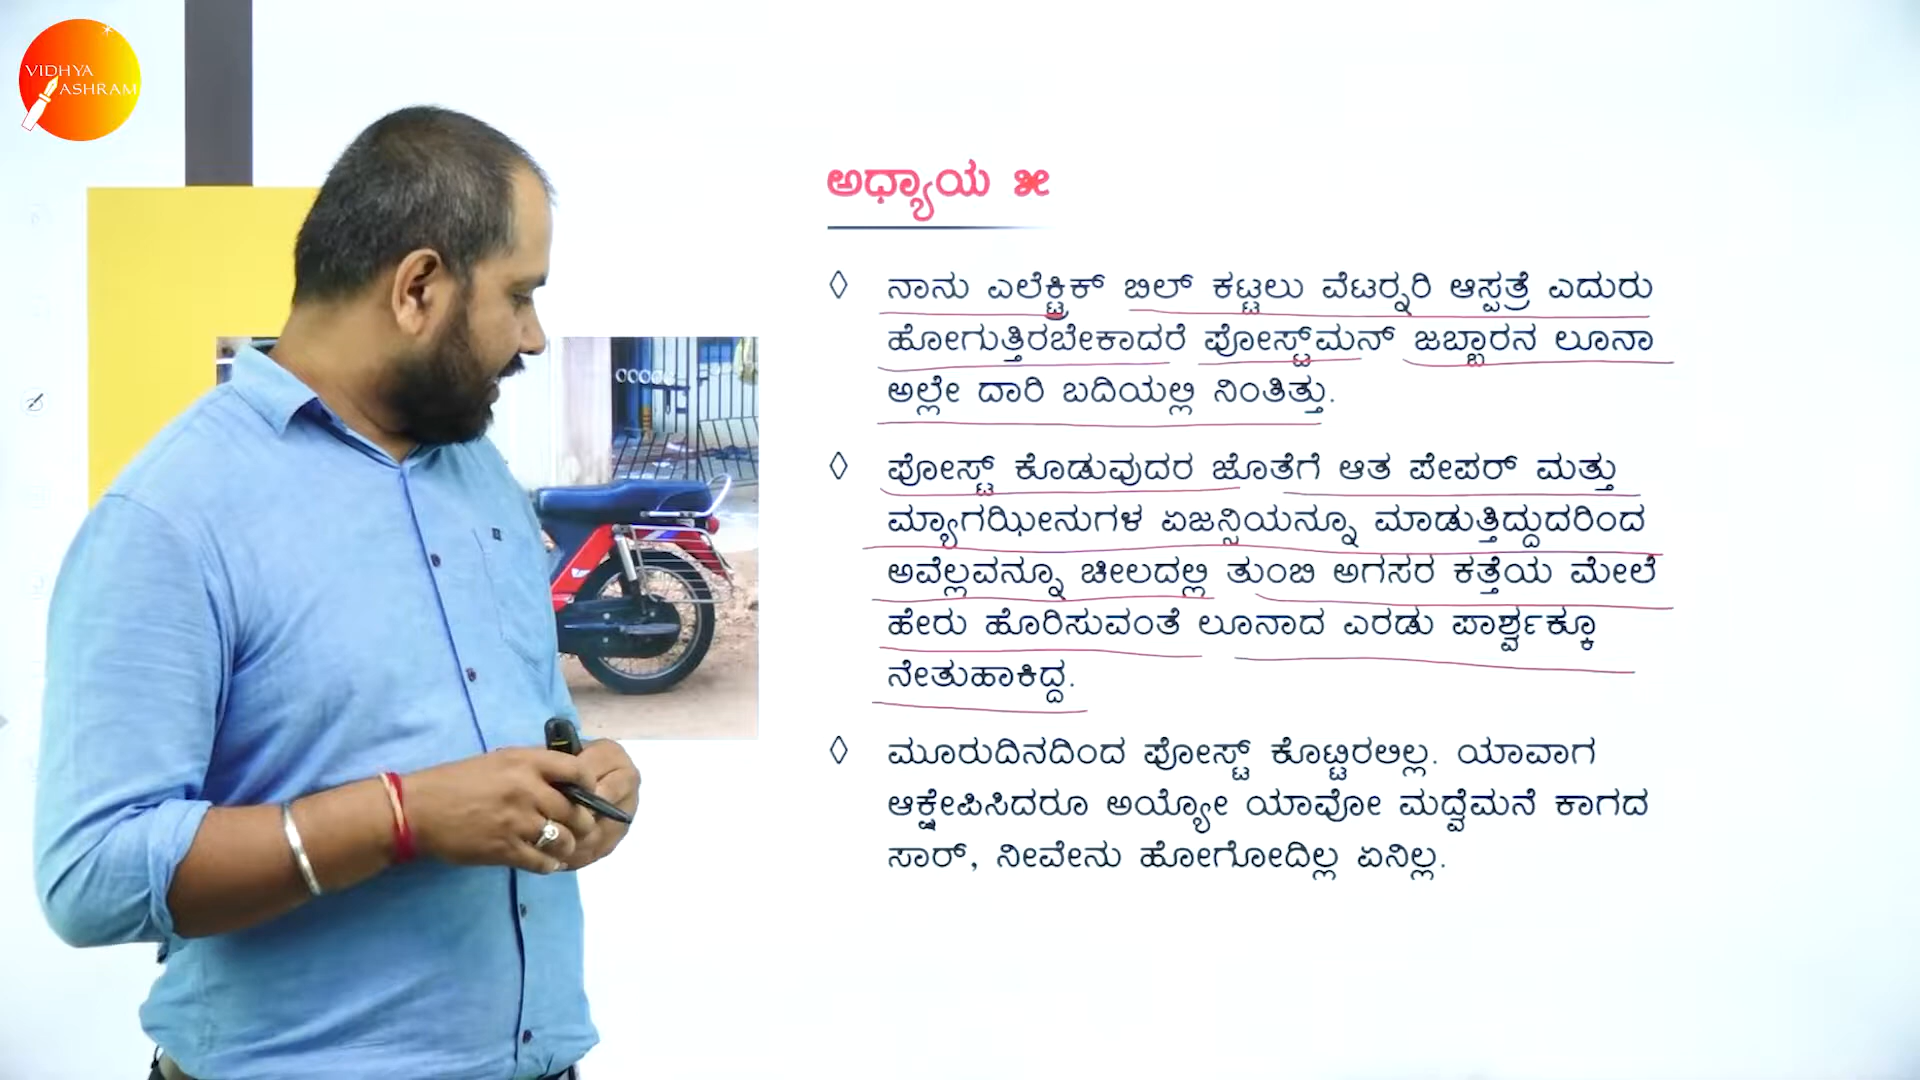 VIDHYA
ASHRAM
ಅಧ್ಯಾಯ ೫
ನಾನು ಎಲೆಕ್ಟ್ರಿಕ್ ಬಿಲ್ ಕಟ್ಟಲು ವೆಟರ‍್ನರಿ ಆಸ್ಪತ್ರೆ ಎದುರು
ಹೋಗುತ್ತಿರಬೇಕಾದರೆ ಪೋಸ್ಟ್‌ಮನ್ ಜಬ್ಬಾರನ ಲೂನಾ
ಅಲ್ಲೇ ದಾರಿ ಬದಿಯಲ್ಲಿ ನಿಂತಿತ್ತು.
ಪೋಸ್ಟ್ ಕೊಡುವುದರ ಜೊತೆಗೆ ಆತ ಪೇಪರ್ ಮತ್ತು
ಮ್ಯಾಗಝೀನುಗಳ ಏಜನ್ಸಿಯನ್ನೂ ಮಾಡುತ್ತಿದ್ದುದರಿಂದ
ಅವೆಲ್ಲವನ್ನೂ ಚೀಲದಲ್ಲಿ ತುಂಬಿ ಅಗಸರ ಕತ್ತೆಯ ಮೇಲೆ
ಹೇರು ಹೊರಿಸುವಂತೆ ಲೂನಾದ ಎರಡು ಪಾರ್ಶ್ವಕ್ಕೂ
ನೇತುಹಾಕಿದ್ದ.
ಮೂರುದಿನದಿಂದ ಪೋಸ್ಟ್ ಕೊಟ್ಟಿರಲಿಲ್ಲ. ಯಾವಾಗ
ಆಕ್ಷೇಪಿಸಿದರೂ ಅಯ್ಯೋ ಯಾವೋ ಮದ್ವೆಮನೆ ಕಾಗದ
ಸಾರ್, ನೀವೇನು ಹೋಗೋದಿಲ್ಲ ಏನಿಲ್ಲ.